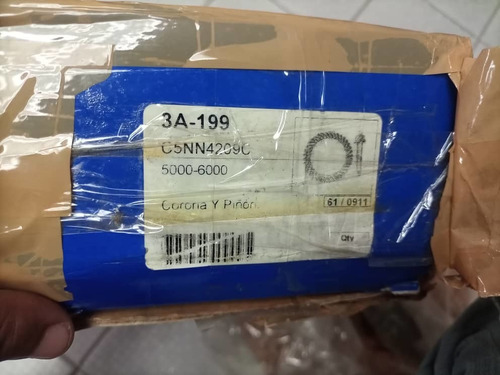 3A-199
C5NN4209C
5000-6000
Corona Y Piñon
61 / 0911
Qty